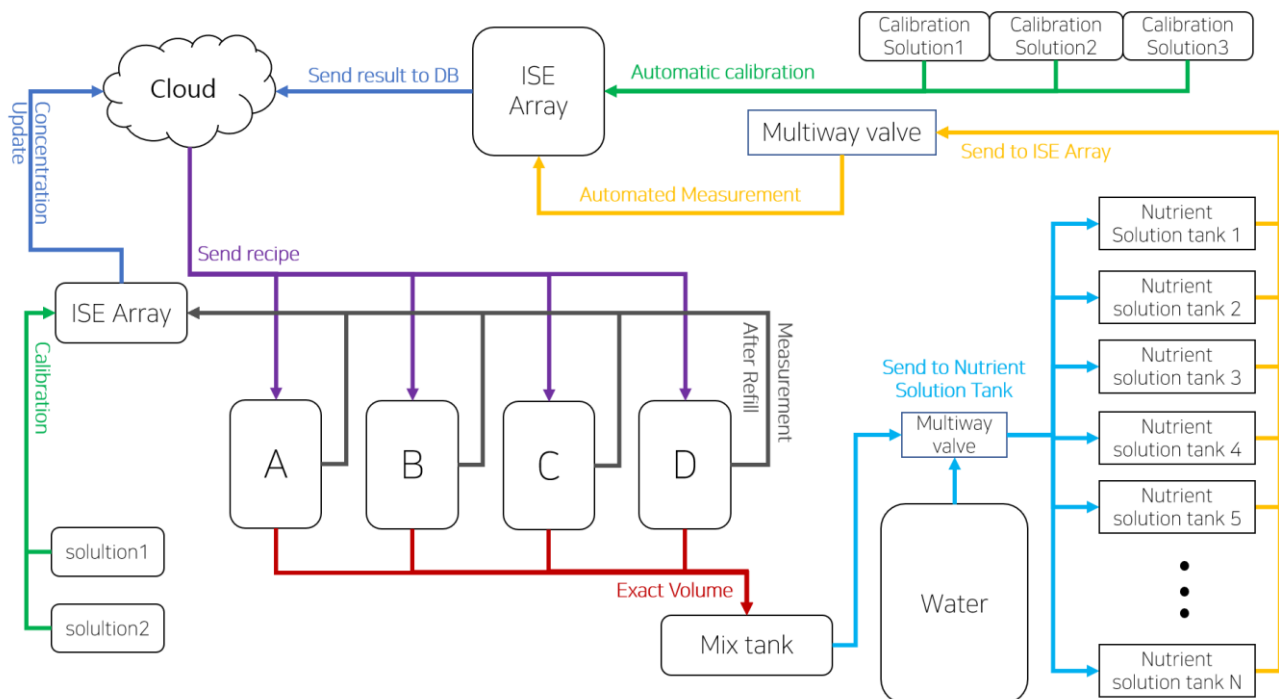 Calibration
Solution1
Calibration
Solution2
Calibration
Solution3
Cloud
Send result to DB
ISE
Array
Automatic calibration
Multiway valve
Send to ISE Array
Automated Measurement
Concentration
Update
Send recipe
Nutrient
Solution tank 1
Nutrient
solution tank 2
Nutrient
solution tank 3
Nutrient
solution tank 4
Nutrient
solution tank 5
Nutrient
solution tank N
ISE Array
Calibration
Measurement
After Refill
A
B
C
D
Send to Nutrient
Solution Tank
Multiway
valve
solultion1
solultion2
Exact Volume
Mix tank
Water